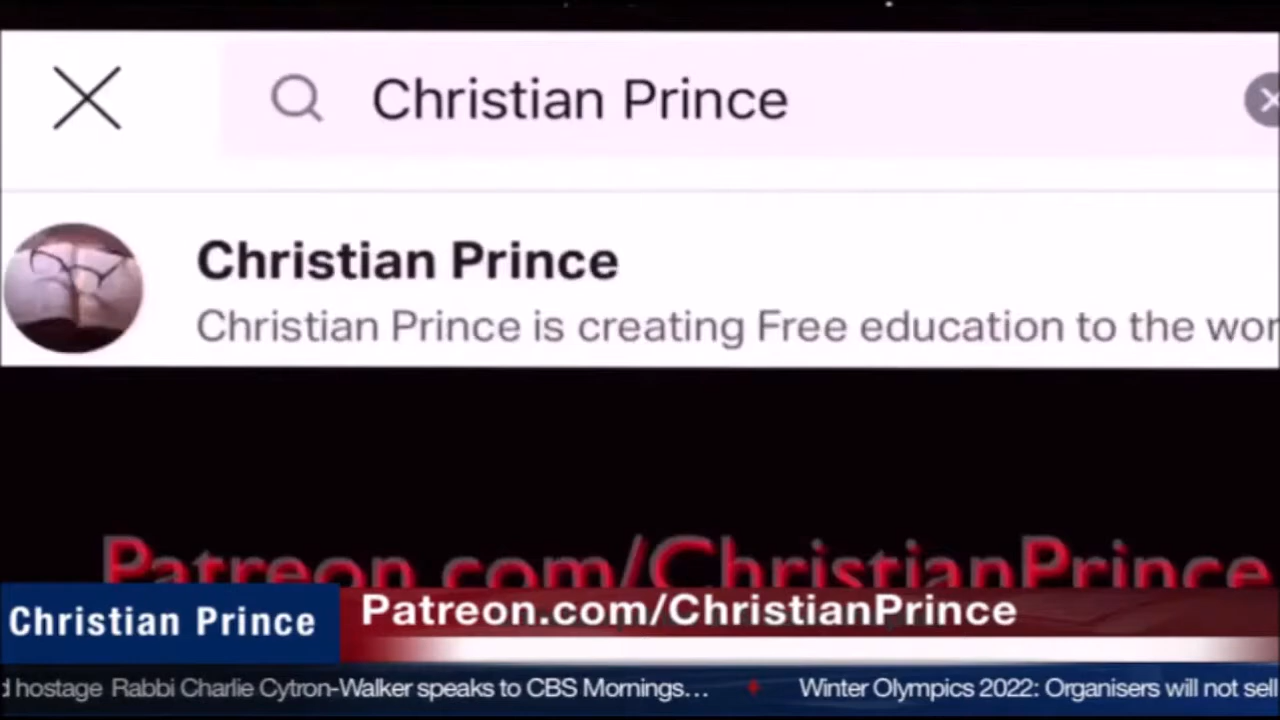 Christian Prince
Christian Prince
Christian Prince is creating Free education to the wor
Patreon.com/ChristianPrince
Christian Prince
Patreon.com/ChristianPrince
d hostage Rabbi Charlie Cytron-Walker speaks to CBS Mornings… Winter Olympics 2022: Organisers will not sell